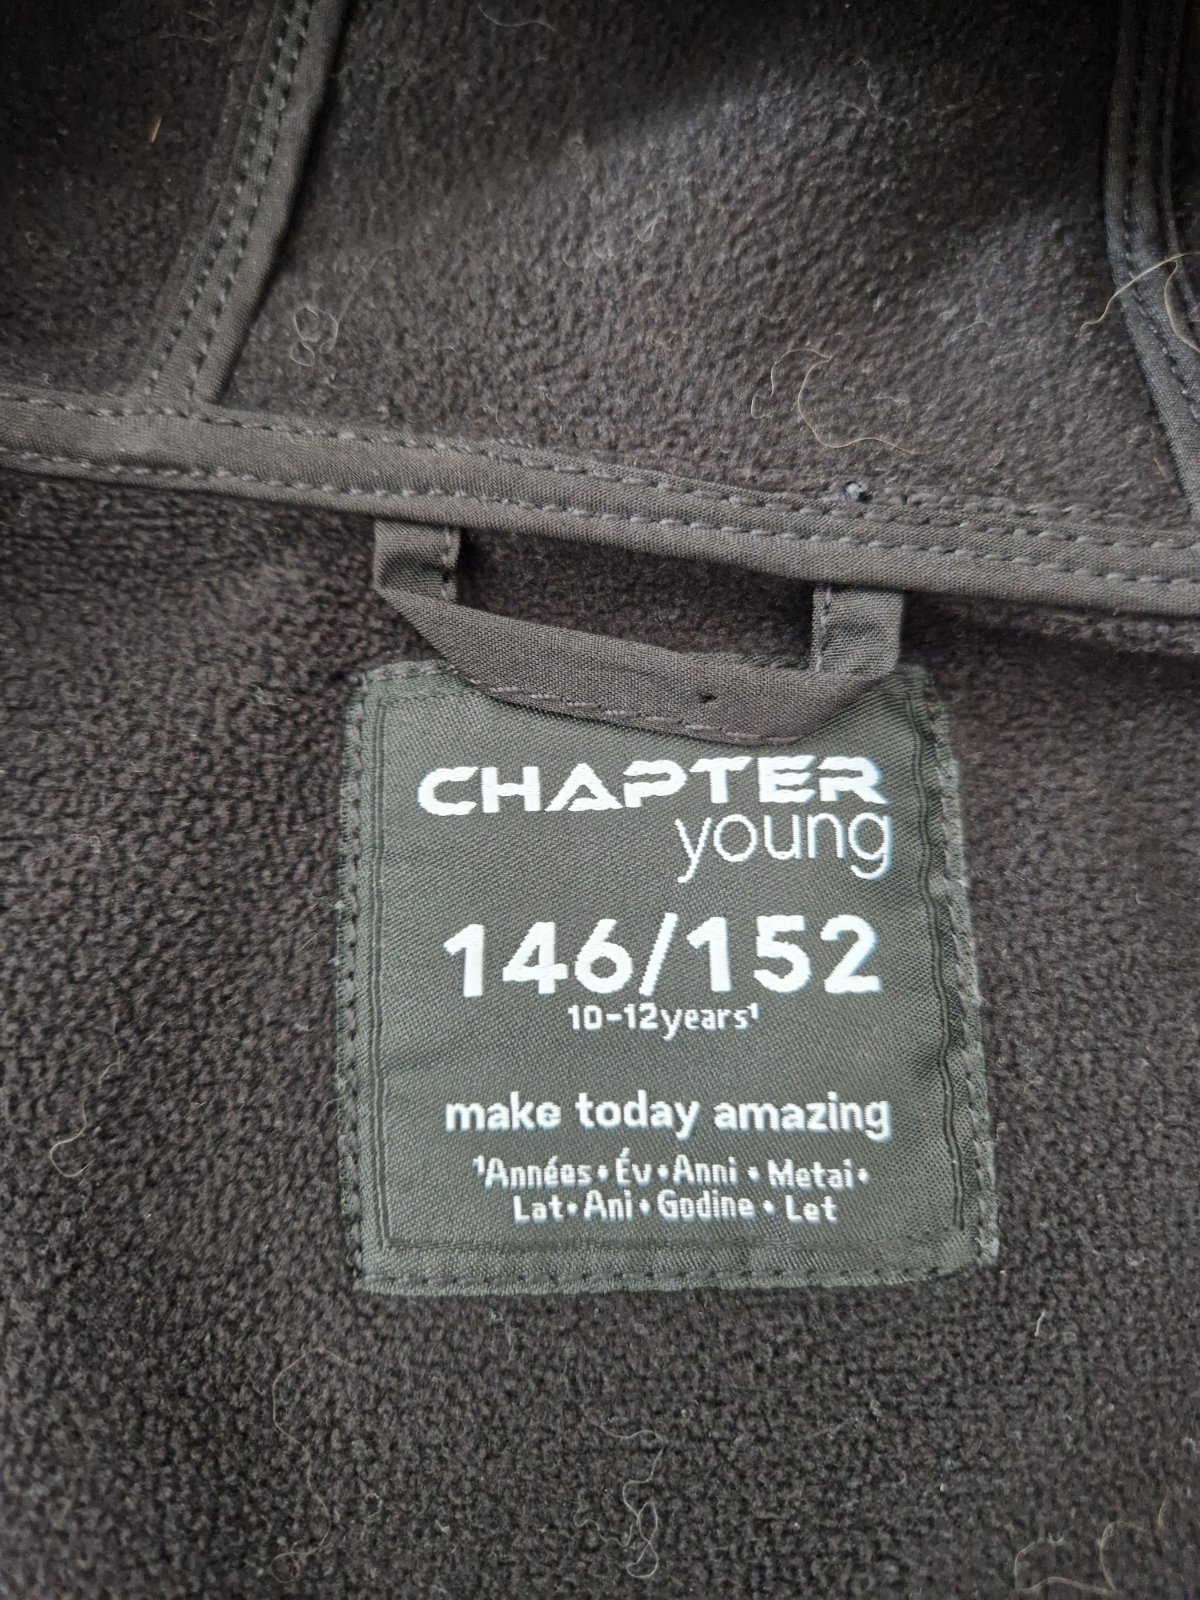 CHAPTER
young
146/152
10-12years¹
make today amazing
¹Années • Év • Anni • Metai •
Lat • Ani • Godine • Let